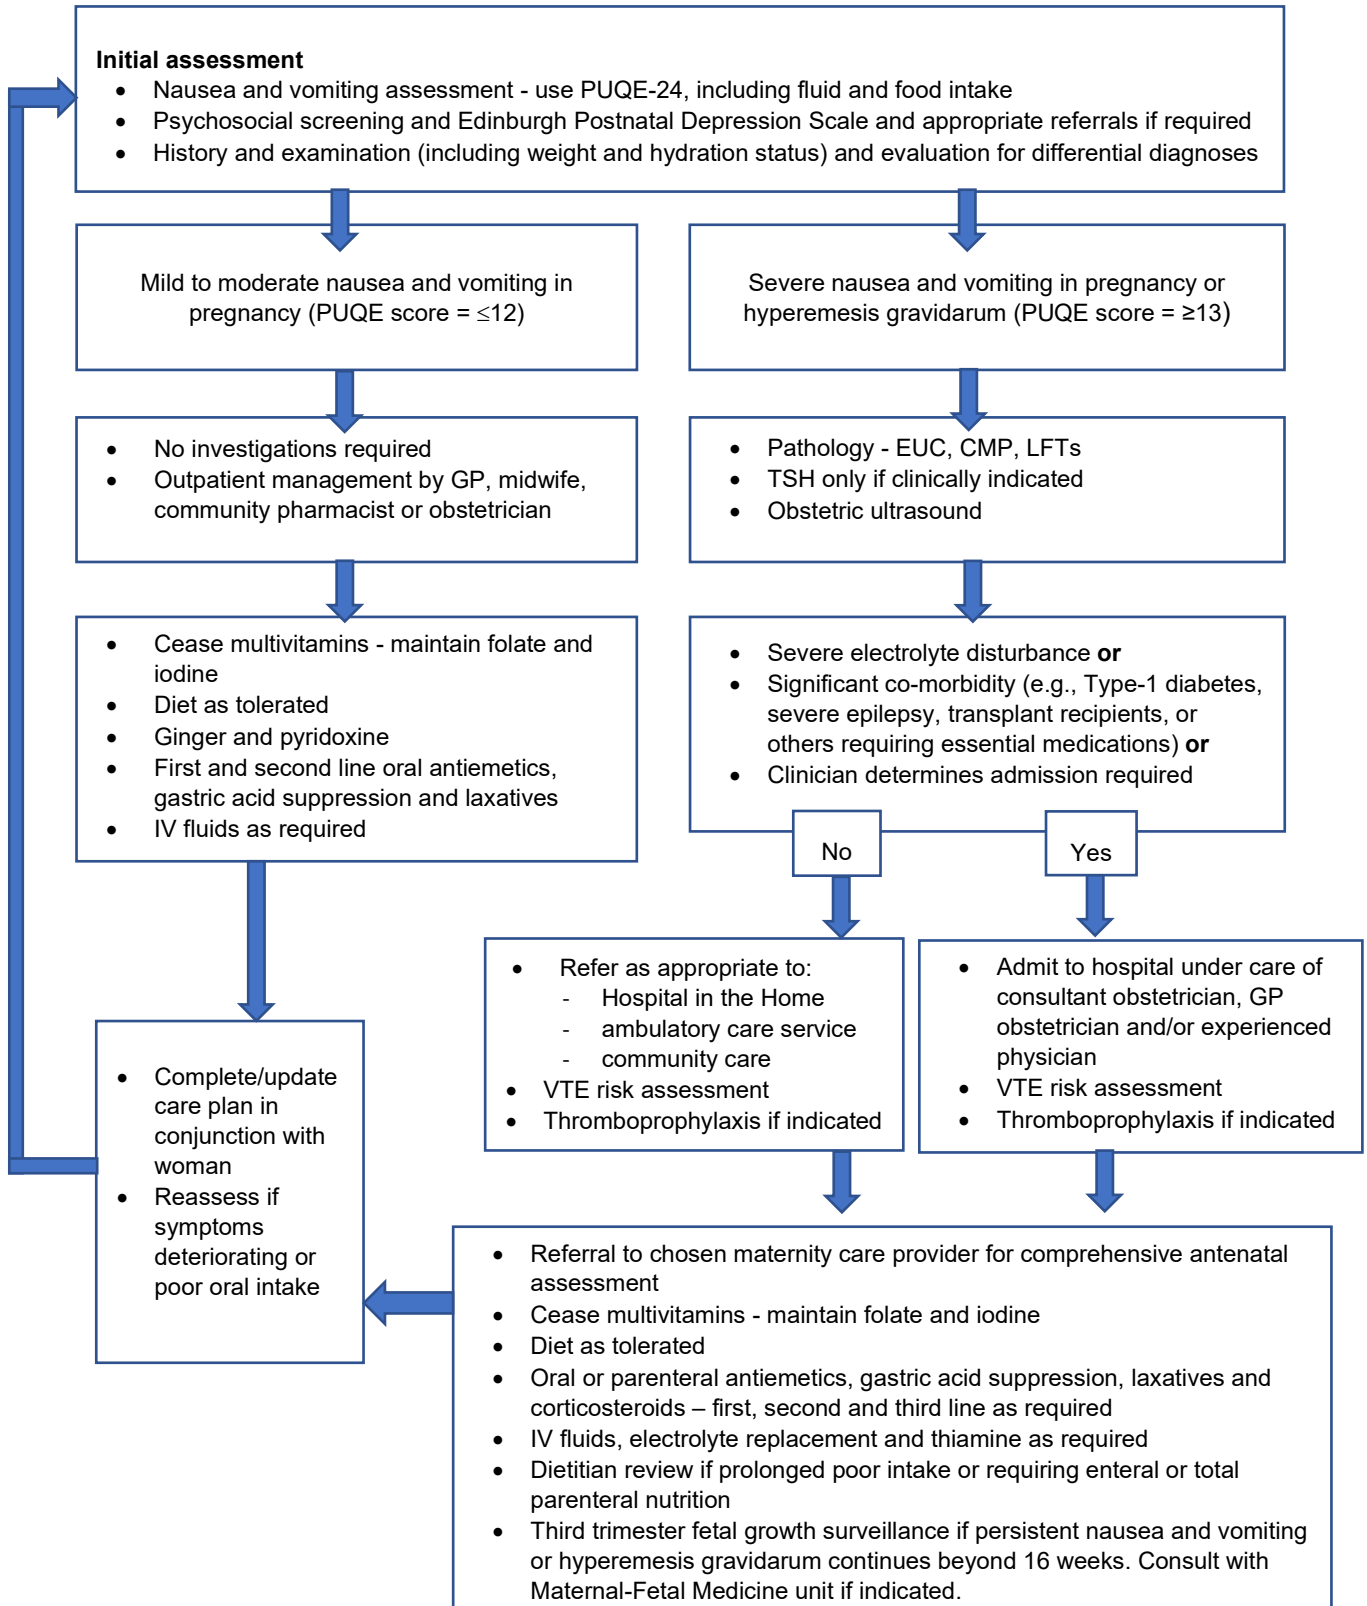 Initial assessment
• Nausea and vomiting assessment - use PUQE-24, including fluid and food intake
• Psychosocial screening and Edinburgh Postnatal Depression Scale and appropriate referrals if required
• History and examination (including weight and hydration status) and evaluation for differential diagnoses
Mild to moderate nausea and vomiting in
pregnancy (PUQE score = ≤12)
Severe nausea and vomiting in pregnancy or
hyperemesis gravidarum (PUQE score = ≥13)
• No investigations required
• Outpatient management by GP, midwife,
community pharmacist or obstetrician
• Pathology - EUC, CMP, LFTs
• TSH only if clinically indicated
• Obstetric ultrasound
• Cease multivitamins - maintain folate and
iodine
• Diet as tolerated
• Ginger and pyridoxine
• First and second line oral antiemetics,
gastric acid suppression and laxatives
• IV fluids as required
• Severe electrolyte disturbance or
• Significant co-morbidity (e.g., Type-1 diabetes,
severe epilepsy, transplant recipients, or
others requiring essential medications) or
• Clinician determines admission required
No
Yes
• Refer as appropriate to:
- Hospital in the Home
- ambulatory care service
- community care
• VTE risk assessment
• Thromboprophylaxis if indicated
• Admit to hospital under care of
consultant obstetrician, GP
obstetrician and/or experienced
physician
• VTE risk assessment
• Thromboprophylaxis if indicated
• Complete/update
care plan in
conjunction with
woman
• Reassess if
symptoms
deteriorating or
poor oral intake
• Referral to chosen maternity care provider for comprehensive antenatal
assessment
• Cease multivitamins - maintain folate and iodine
• Diet as tolerated
• Oral or parenteral antiemetics, gastric acid suppression, laxatives and
corticosteroids – first, second and third line as required
• IV fluids, electrolyte replacement and thiamine as required
• Dietitian review if prolonged poor intake or requiring enteral or total
parenteral nutrition
• Third trimester fetal growth surveillance if persistent nausea and vomiting
or hyperemesis gravidarum continues beyond 16 weeks. Consult with
Maternal-Fetal Medicine unit if indicated.